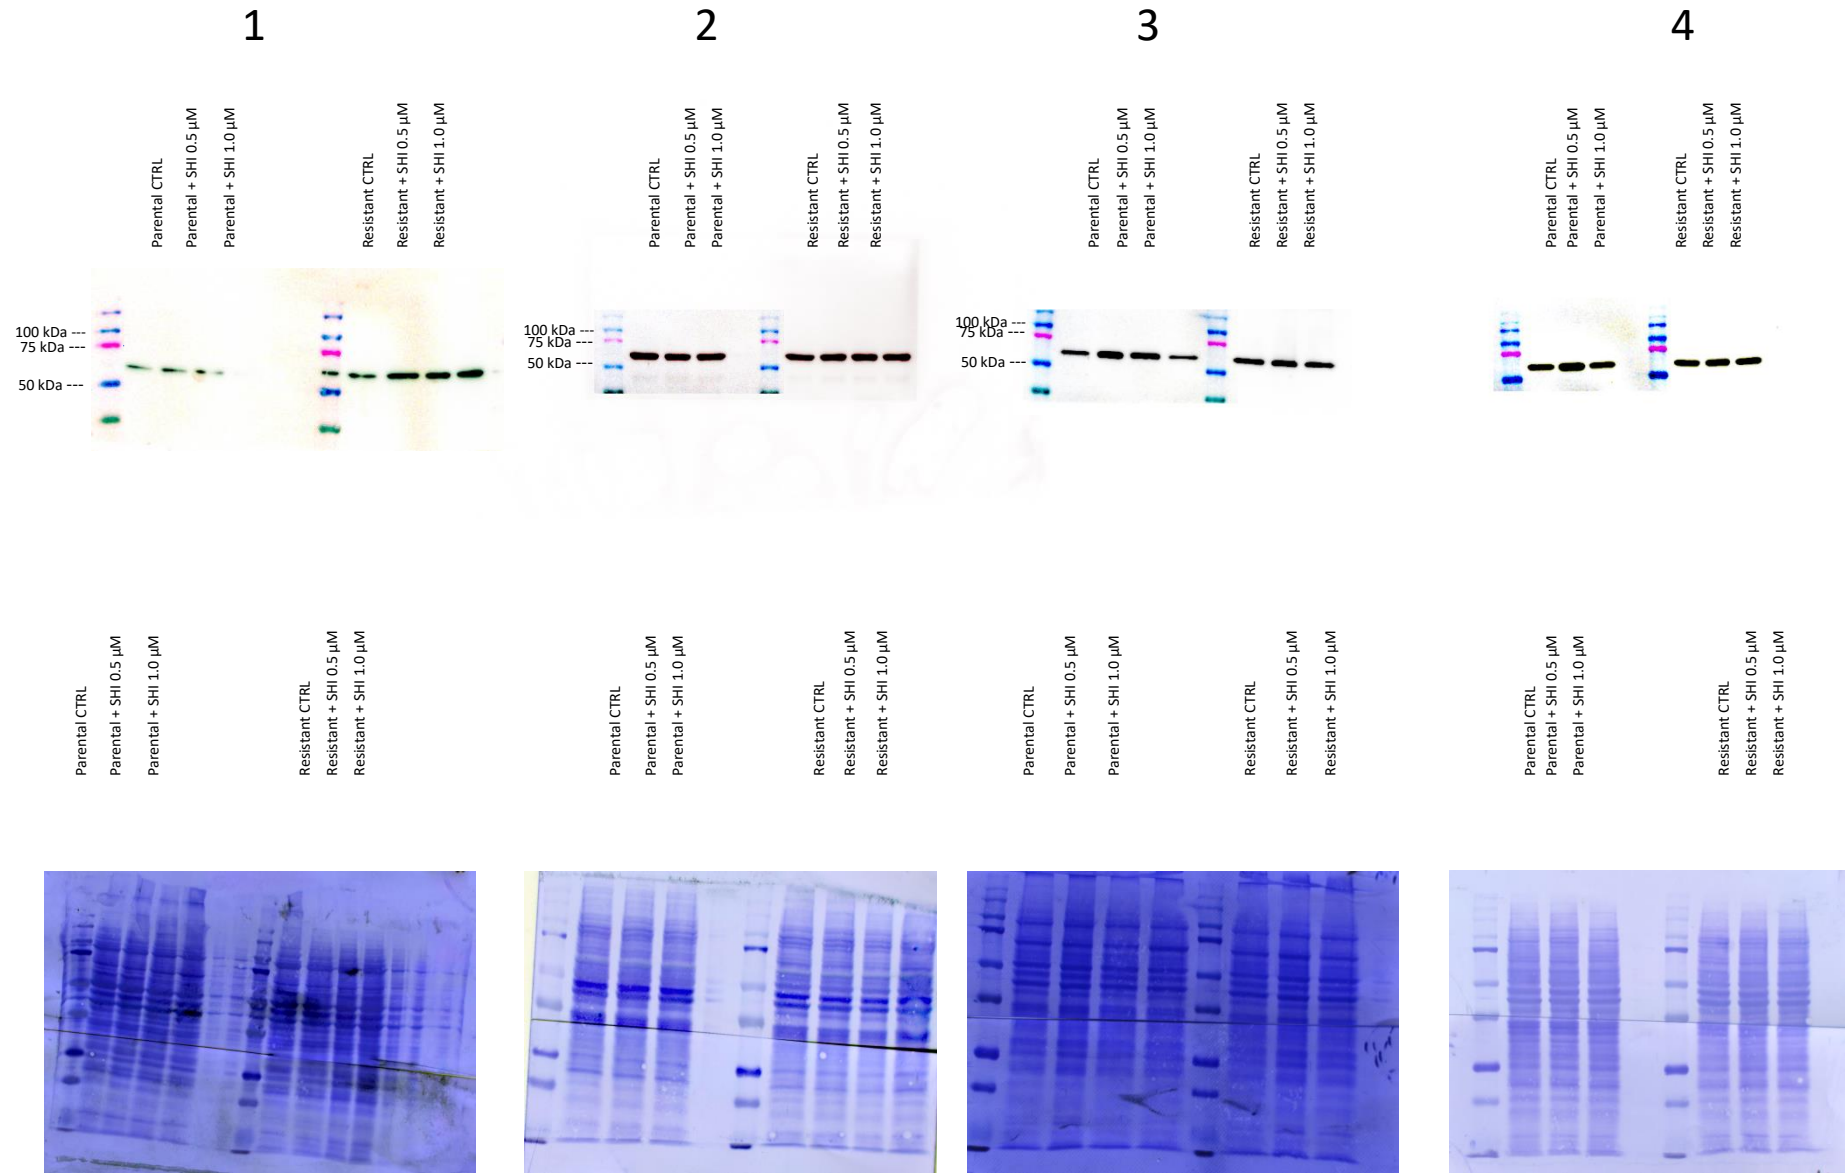 1
2
3
4
Parental CTRL
Parental + SHI 0.5 µM
Parental + SHI 1.0 µM
Resistant CTRL
Resistant + SHI 0.5 µM
Resistant + SHI 1.0 µM
Parental CTRL
Parental + SHI 0.5 µM
Parental + SHI 1.0 µM
Resistant CTRL
Resistant + SHI 0.5 µM
Resistant + SHI 1.0 µM
Parental CTRL
Parental + SHI 0.5 µM
Parental + SHI 1.0 µM
Resistant CTRL
Resistant + SHI 0.5 µM
Resistant + SHI 1.0 µM
Parental CTRL
Parental + SHI 0.5 µM
Parental + SHI 1.0 µM
Resistant CTRL
Resistant + SHI 0.5 µM
Resistant + SHI 1.0 µM
100 kDa ---
75 kDa ---
50 kDa ---
100 kDa ---
75 kDa ---
50 kDa ---
100 kDa ---
75 kDa ---
50 kDa ---
Parental CTRL
Parental + SHI 0.5 µM
Parental + SHI 1.0 µM
Resistant CTRL
Resistant + SHI 0.5 µM
Resistant + SHI 1.0 µM
Parental CTRL
Parental + SHI 0.5 µM
Parental + SHI 1.0 µM
Resistant CTRL
Resistant + SHI 0.5 µM
Resistant + SHI 1.0 µM
Parental CTRL
Parental + SHI 0.5 µM
Parental + SHI 1.0 µM
Resistant CTRL
Resistant + SHI 0.5 µM
Resistant + SHI 1.0 µM
Parental CTRL
Parental + SHI 0.5 µM
Parental + SHI 1.0 µM
Resistant CTRL
Resistant + SHI 0.5 µM
Resistant + SHI 1.0 µM